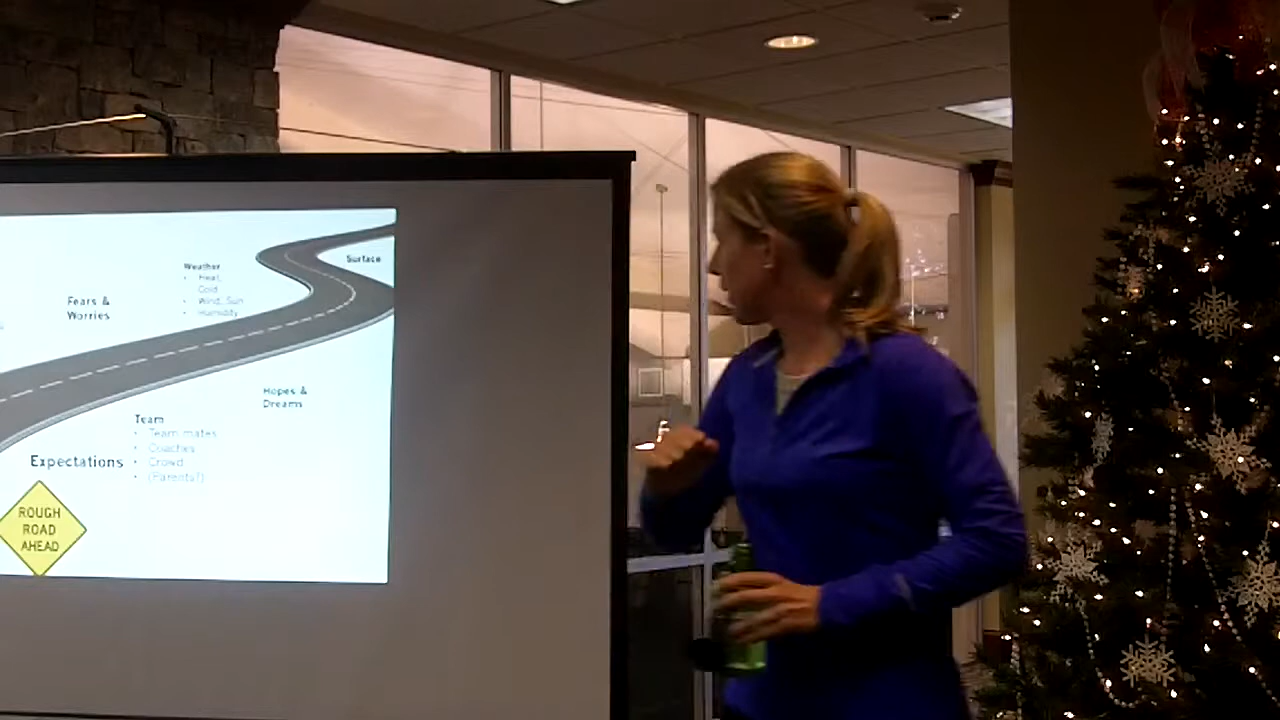 Surface
Weather
• Heat,
Cold
• Wind, Sun
• Humidity
Fears &
Worries
Hopes &
Dreams
Team
• Team mates
• Coaches
• Crowd
• (Parents?)
Expectations
ROUGH
ROAD
AHEAD